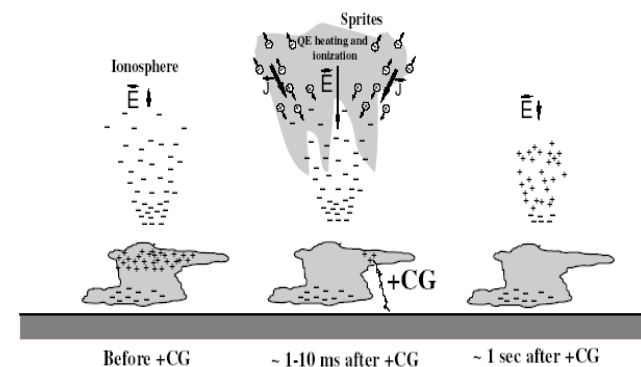 Sprites
QE heating and
ionization
Ionosphere
E
E
J
J
E
+CG
Before +CG
~ 1-10 ms after +CG
~ 1 sec after +CG